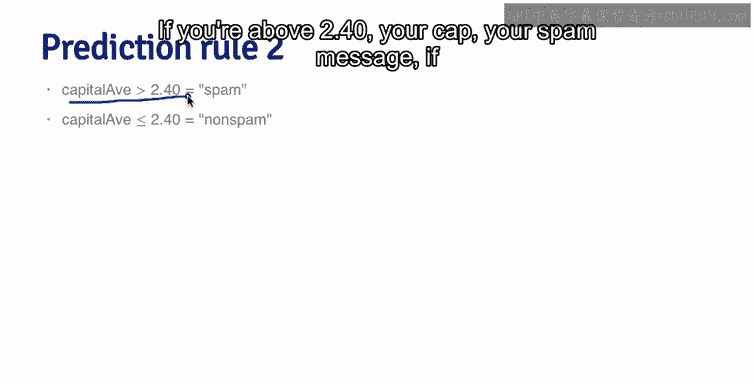 If you're above 2.40, your cap, your spam
message, if
Prediction rule 2
· capitalAve > 2.40 = "spam"
· capitalAve ≤ 2.40 = "nonspam"